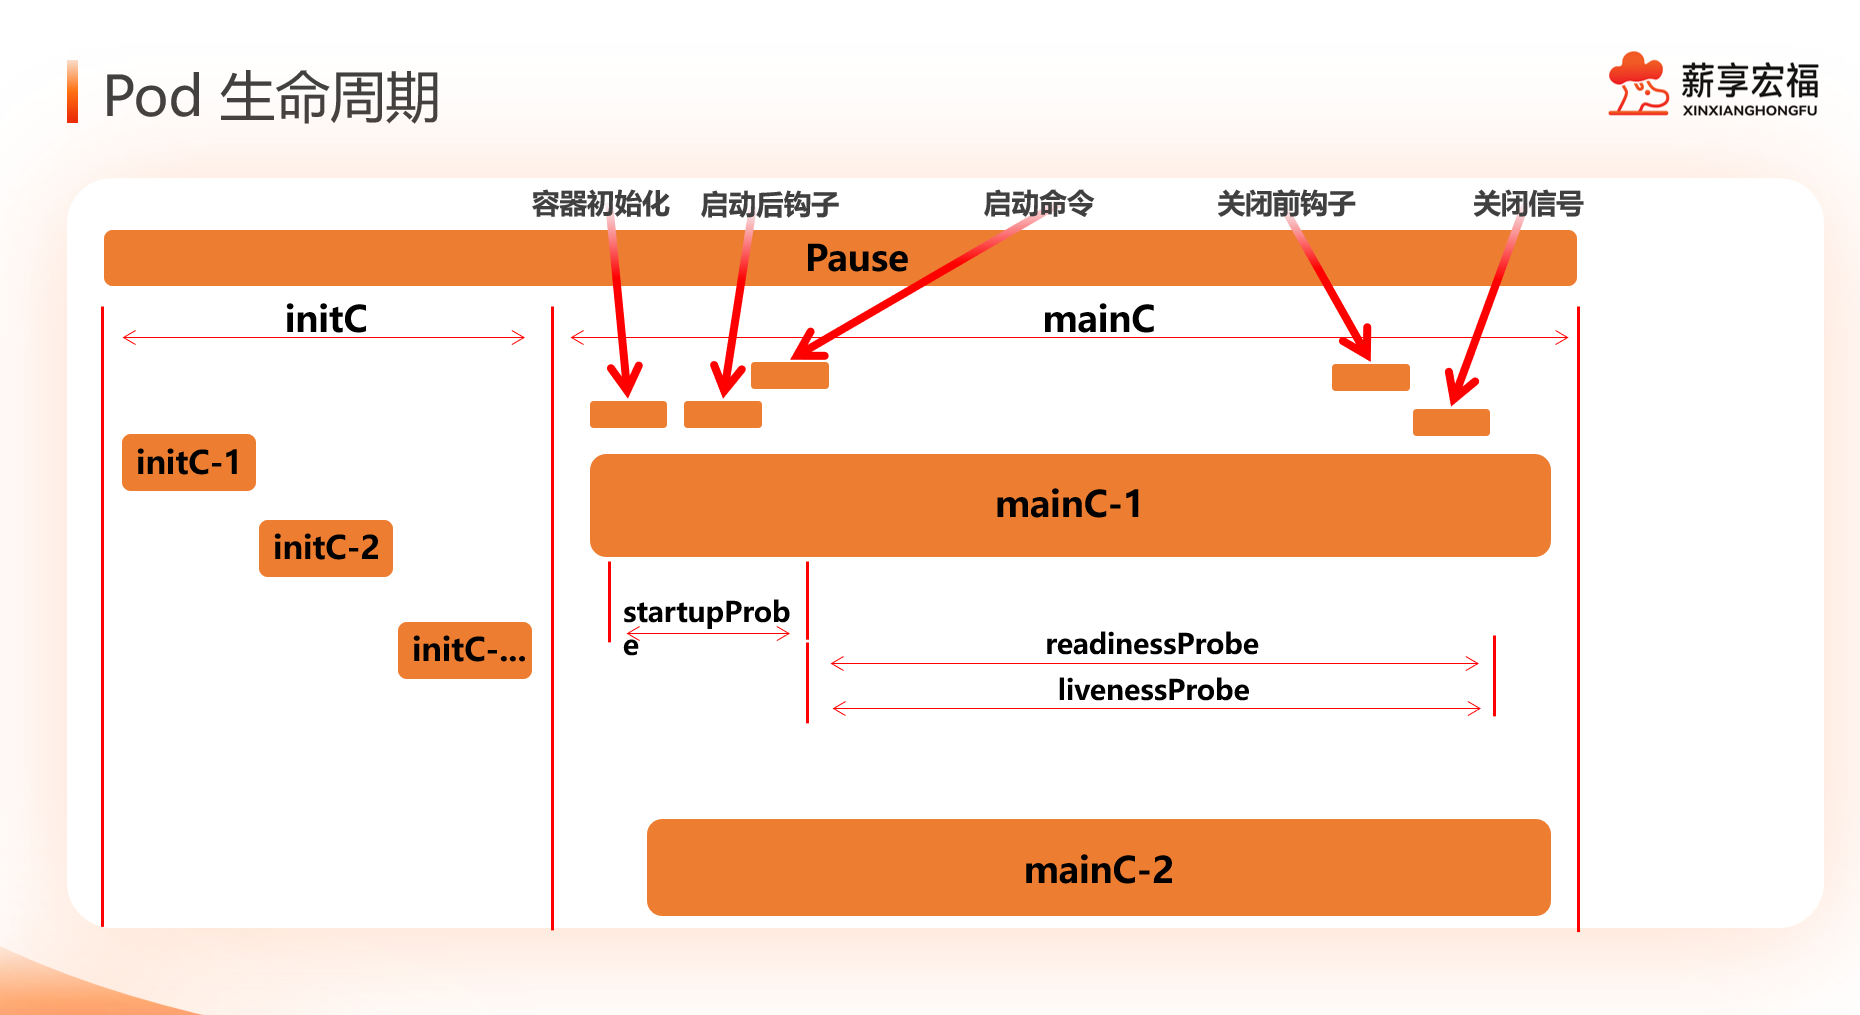 Pod 生命周期
薪享宏福
XINXIANGHONGFU
容器初始化
启动后钩子
启动命令
关闭前钩子
关闭信号
Pause
initC
mainC
initC-1
initC-2
initC-...
mainC-1
startupProb
e
readinessProbe
livenessProbe
mainC-2